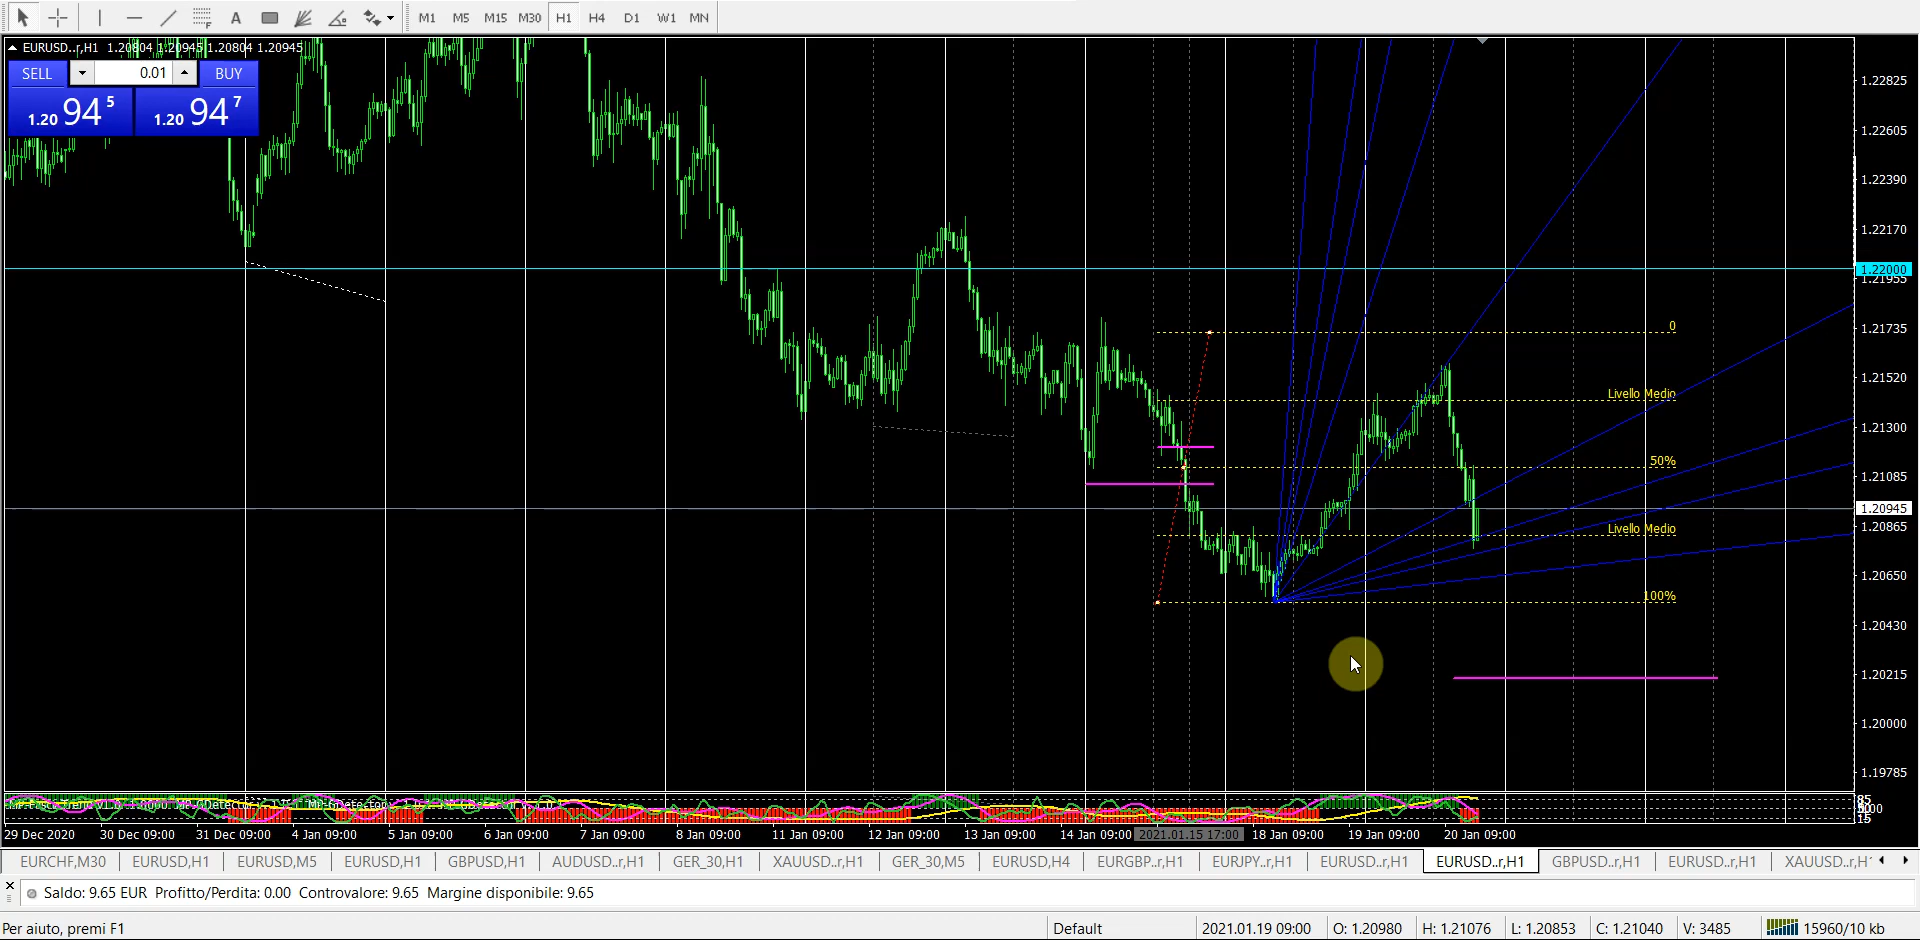 A
M1 M5 M15 M30 H1 H4 D1 W1 MN
EURUSD..r,H1 1.20804 1.20945 1.20804 1.20945
SELL 0.01 BUY
1.20 94 5
1.20 94 7
1.22825
1.22605
1.22390
1.22170
1.22000
1.21955
0
1.21735
Livello Medio
1.21520
1.21300
50%
1.21085
1.20945
1.20865
Livello Medio
1.20650
100%
1.20430
1.20215
1.20000
1.19785
29 Dec 2020 30 Dec 09:00 31 Dec 09:00 4 Jan 09:00 5 Jan 09:00 6 Jan 09:00 7 Jan 09:00 8 Jan 09:00 11 Jan 09:00 12 Jan 09:00 13 Jan 09:00 14 Jan 09:00 2021.01.15 17:00 18 Jan 09:00 19 Jan 09:00 20 Jan 09:00
EURCHF,M30 EURUSD,H1 EURUSD,M5 EURUSD,H1 GBPUSD,H1 AUDUSD..r,H1 GER_30,H1 XAUUSD..r,H1 GER_30,M5 EURUSD,H4 EURGBP..r,H1 EURJPY..r,H1 EURUSD..r,H1 EURUSD..r,H1 GBPUSD..r,H1 EURUSD..r,H1 XAUUSD..r,H1
Saldo: 9.65 EUR Profitto/Perdita: 0.00 Controvalore: 9.65 Margine disponibile: 9.65
Per aiuto, premi F1 Default 2021.01.19 09:00 O: 1.20980 H: 1.21076 L: 1.20853 C: 1.21040 V: 3485 15960/10 kb